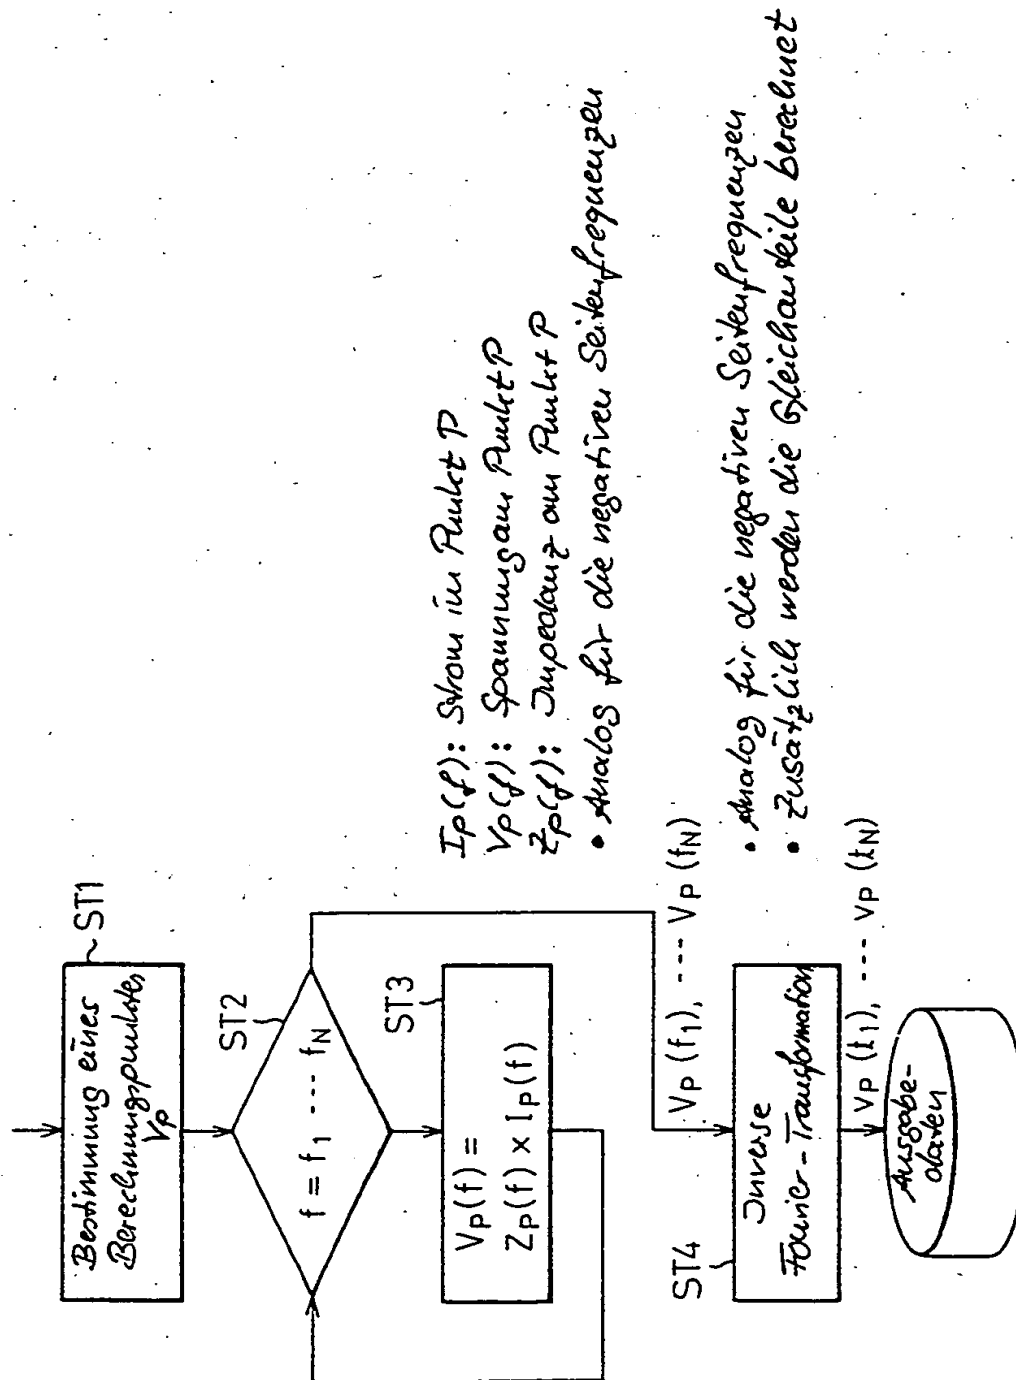 Bestimmung eines
Berechnungspunktes
Vp
ST1
ST2
f = f1 ---- fN
ST3
Vp(f) =
Zp(f) × Ip(f)
Ip(f): Strom im Punkt P
Vp(f): Spannung am Punkt P
Zp(f): Impedanz am Punkt P
• Analog für die negativen Seitenfrequenzen
Vp (f1), --- Vp (fN)
ST4
Inverse
Fourier-Transformation
• Analog für die negativen Seitenfrequenzen
• Zusätzlich werden die Gleichanteile berechnet
vp (t1), --- vp (tN)
Ausgabe-
daten